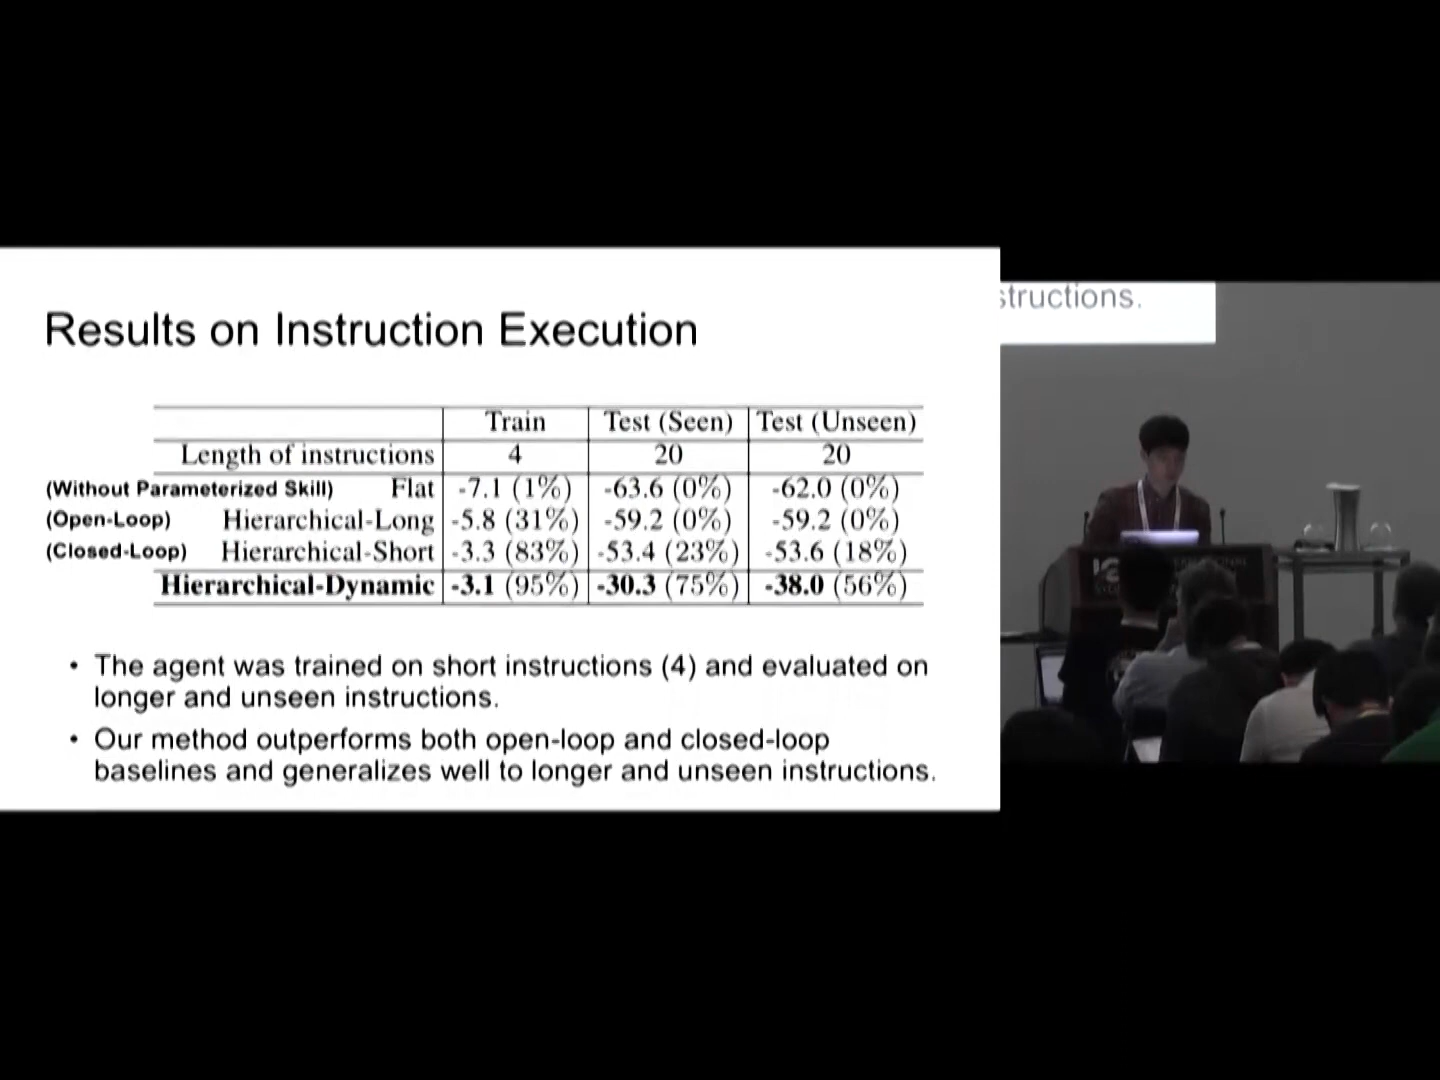 Results on Instruction Execution
Train Test (Seen) Test (Unseen)
Length of instructions 4 20 20
(Without Parameterized Skill) Flat -7.1 (1%) -63.6 (0%) -62.0 (0%)
(Open-Loop) Hierarchical-Long -5.8 (31%) -59.2 (0%) -59.2 (0%)
(Closed-Loop) Hierarchical-Short -3.3 (83%) -53.4 (23%) -53.6 (18%)
Hierarchical-Dynamic -3.1 (95%) -30.3 (75%) -38.0 (56%)
• The agent was trained on short instructions (4) and evaluated on
longer and unseen instructions.
• Our method outperforms both open-loop and closed-loop
baselines and generalizes well to longer and unseen instructions.
structions.